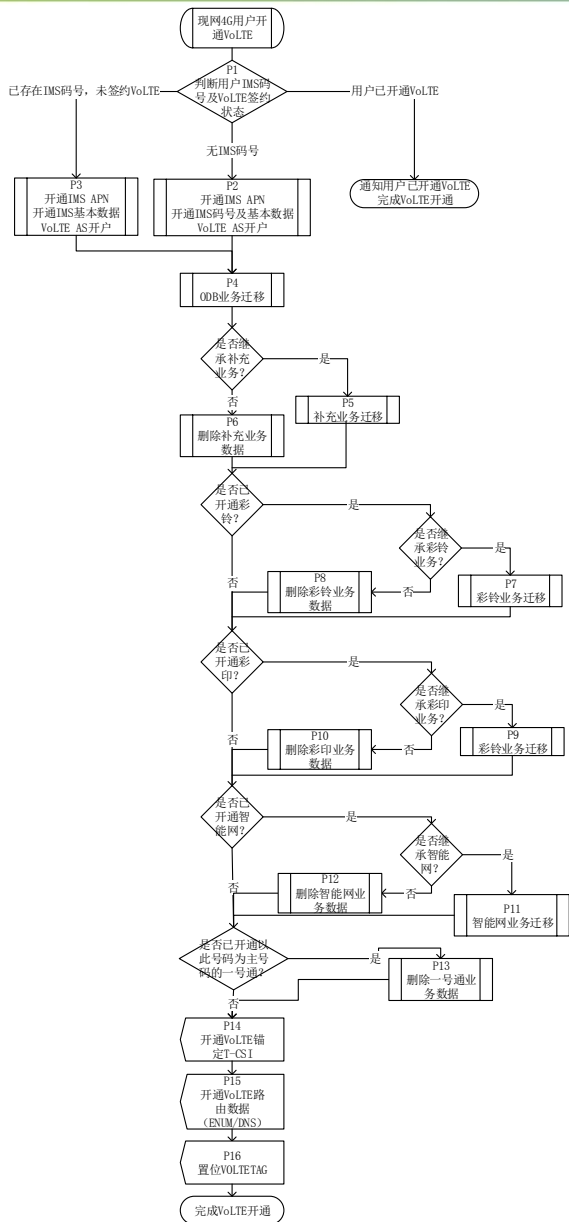 现网4G用户开
通VoLTE
P1
判断用户IMS码
号及VoLTE签约
状态
已存在IMS码号，未签约VoLTE
用户已开通VoLTE
无IMS码号
P3
开通IMS APN
开通IMS基本数据
VoLTE AS开户
P2
开通IMS APN
开通IMS码号及基本数据
VoLTE AS开户
通知用户已开通VoLTE
完成VoLTE开通
P4
ODB业务迁移
是否继
承补充
业务？
是
否
P5
补充业务迁移
P6
删除补充业务
数据
是否已
开通彩
铃？
是
是否继
承彩铃
业务？
是
否
P8
删除彩铃业务
数据
否
P7
彩铃业务迁移
是否已
开通彩
印？
是
是否继
承彩印
业务？
是
否
P10
删除彩印业务
数据
否
P9
彩铃业务迁移
是否已
开通智
能网？
是
是否继
承智能
网？
是
否
P12
删除智能网业
务数据
否
P11
智能网业务迁移
是否已开通以
此号码为主号
码的一号通？
是
P13
删除一号通业
务数据
否
P14
开通VoLTE锚
定T-CSI
P15
开通VoLTE路
由数据
（ENUM/DNS）
P16
置位VOLTETAG
完成VoLTE开通